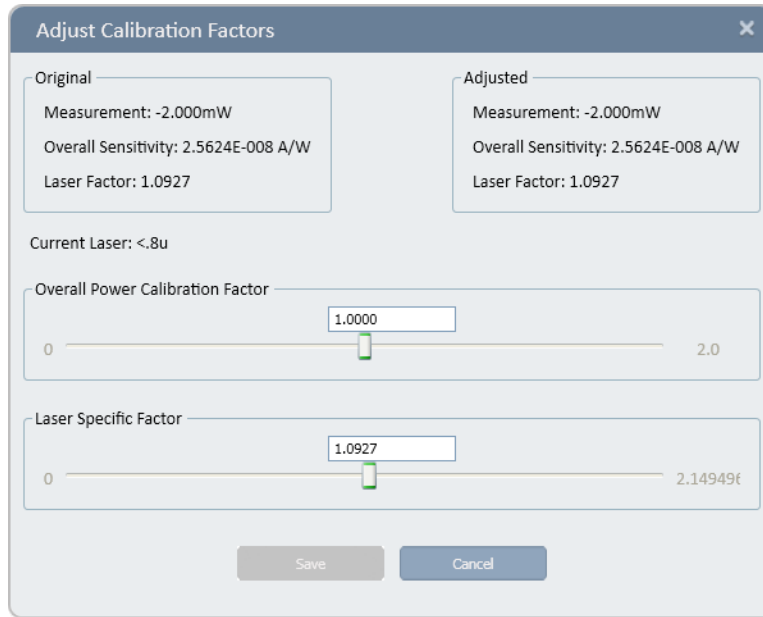 Adjust Calibration Factors
Original
Measurement: -2.000mW
Overall Sensitivity: 2.5624E-008 A/W
Laser Factor: 1.0927
Adjusted
Measurement: -2.000mW
Overall Sensitivity: 2.5624E-008 A/W
Laser Factor: 1.0927
Current Laser: <.8u
Overall Power Calibration Factor
1.0000
0 2.0
Laser Specific Factor
1.0927
0 2.149496
Save Cancel